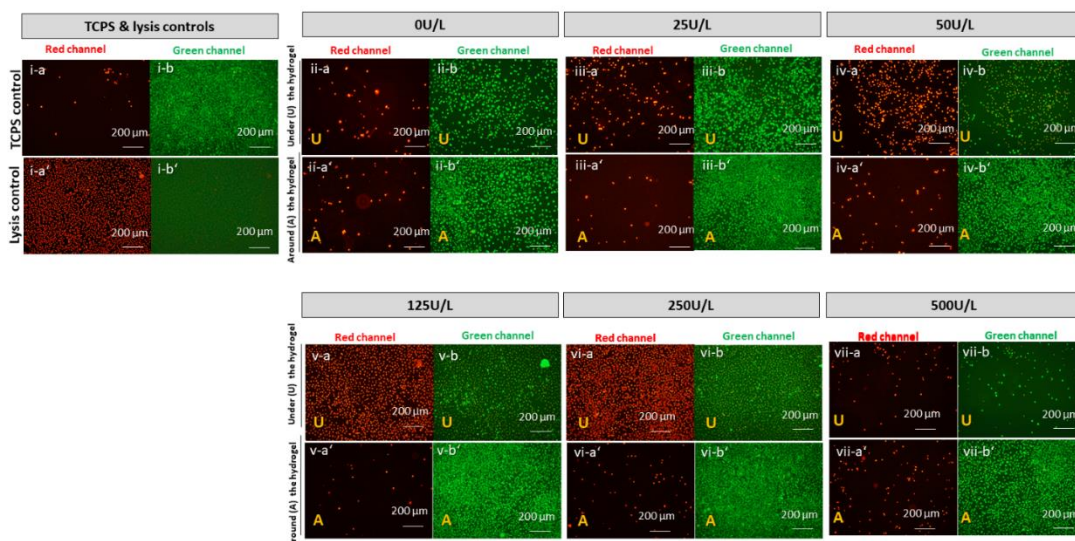 TCPS & lysis controls
0U/L
25U/L
50U/L
Red channel Green channel
Red channel Green channel
Red channel Green channel
Red channel Green channel
TCPS control
i-a 200 µm
i-b 200 µm
Under (U) the hydrogel
ii-a U 200 µm
ii-b U 200 µm
iii-a U 200 µm
iii-b U 200 µm
iv-a U 200 µm
iv-b U 200 µm
Lysis control
i-a' 200 µm
i-b' 200 µm
Around (A) the hydrogel
ii-a' A 200 µm
ii-b' A 200 µm
iii-a' A 200 µm
iii-b' A 200 µm
iv-a' A 200 µm
iv-b' A 200 µm
125U/L
250U/L
500U/L
Red channel Green channel
Red channel Green channel
Red channel Green channel
Under (U) the hydrogel
v-a U 200 µm
v-b U 200 µm
vi-a U 200 µm
vi-b U 200 µm
vii-a U 200 µm
vii-b U 200 µm
round (A) the hydrogel
v-a' A 200 µm
v-b' A 200 µm
vi-a' A 200 µm
vi-b' A 200 µm
vii-a' A 200 µm
vii-b' A 200 µm